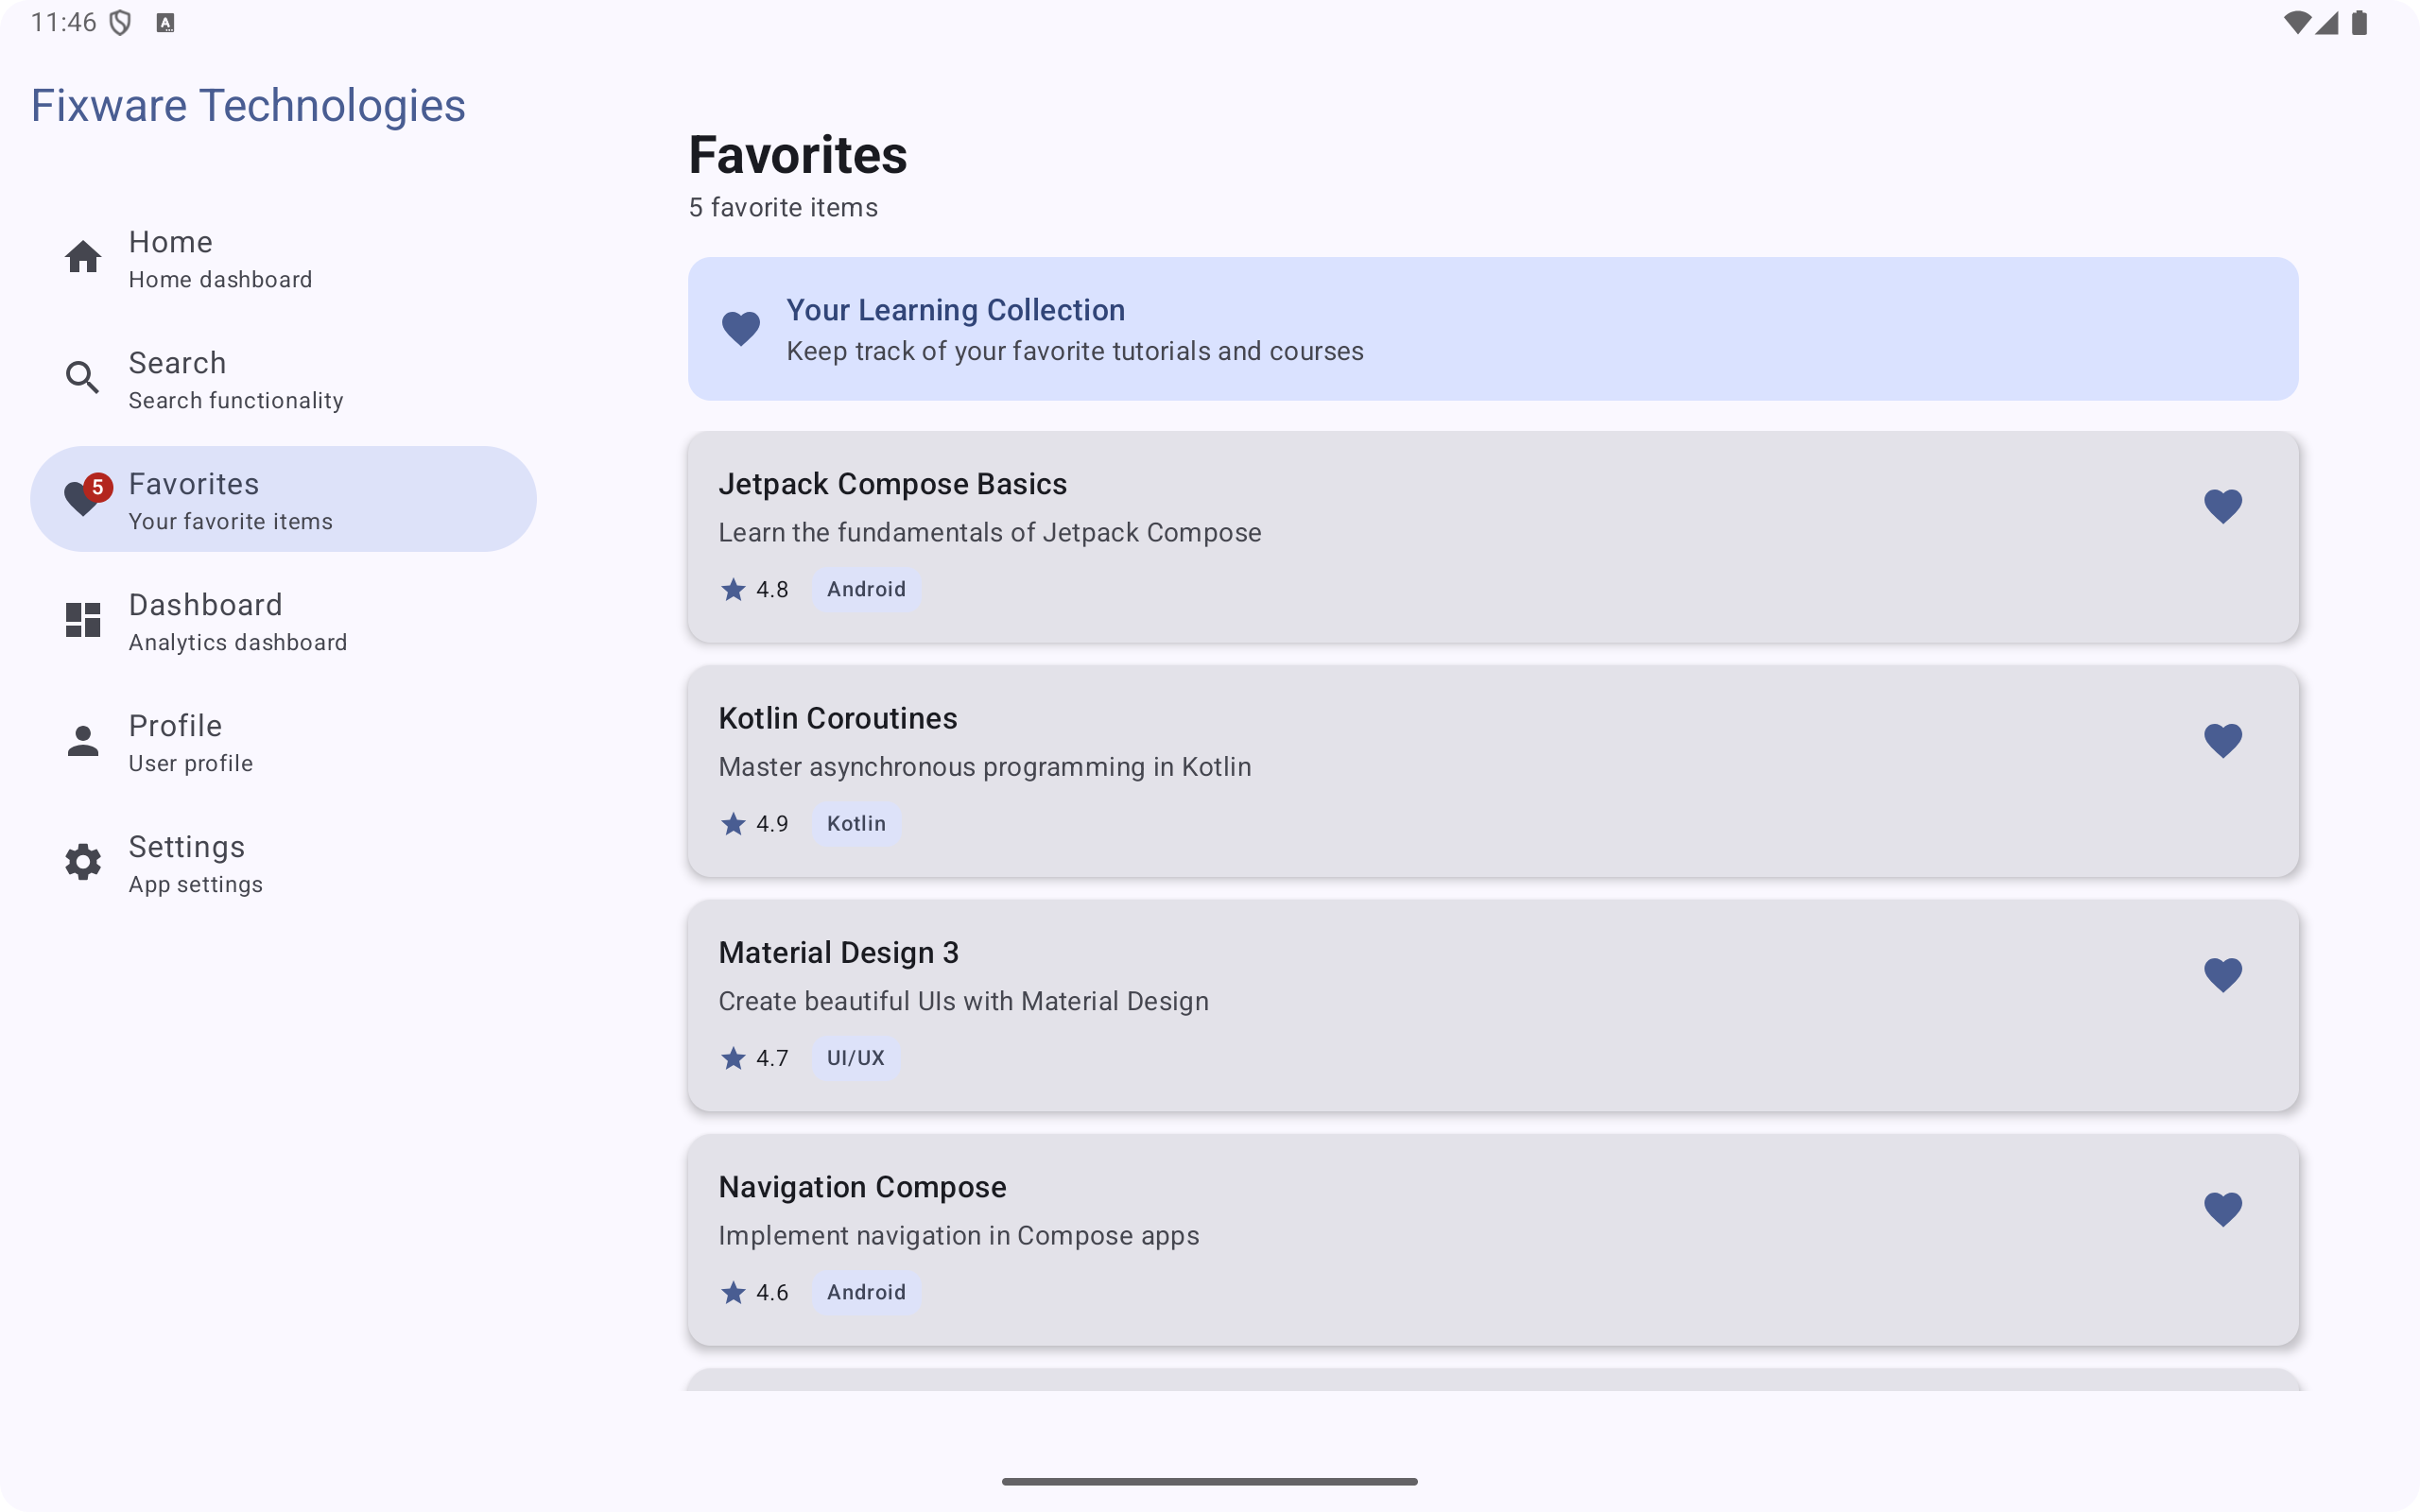 11:46
Fixware Technologies
Home
Home dashboard
Search
Search functionality
5
Favorites
Your favorite items
Dashboard
Analytics dashboard
Profile
User profile
Settings
App settings
Favorites
5 favorite items
Your Learning Collection
Keep track of your favorite tutorials and courses
Jetpack Compose Basics
Learn the fundamentals of Jetpack Compose
4.8 Android
Kotlin Coroutines
Master asynchronous programming in Kotlin
4.9 Kotlin
Material Design 3
Create beautiful UIs with Material Design
4.7 UI/UX
Navigation Compose
Implement navigation in Compose apps
4.6 Android